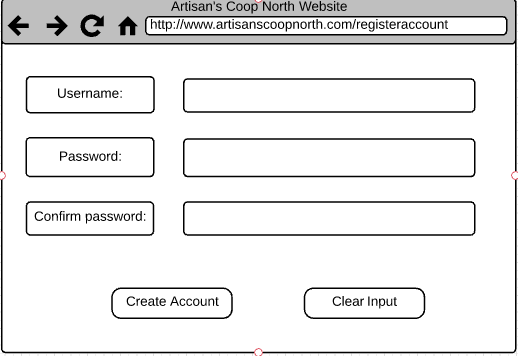 Artisan's Coop North Website
http://www.artisanscoopnorth.com/registeraccount
Username:
Password:
Confirm password:
Create Account
Clear Input